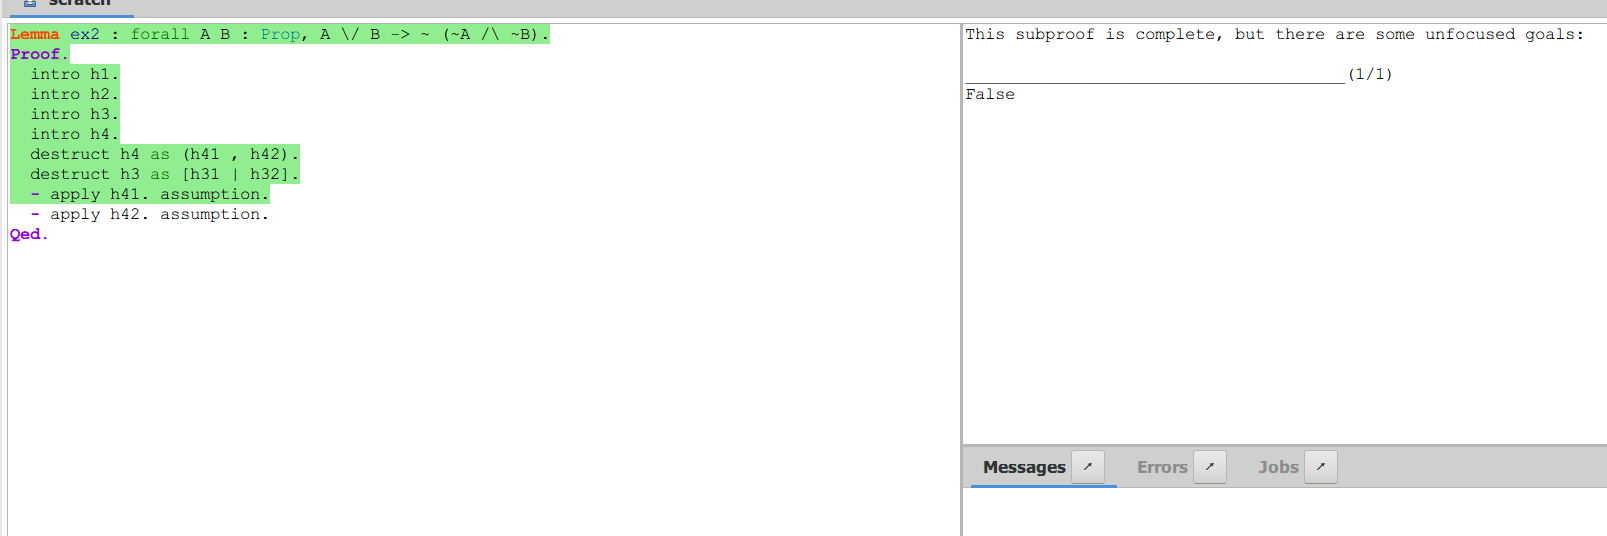 scratch
Lemma ex2 : forall A B : Prop, A \/ B -> ~ (~A /\ ~B).
Proof.
intro h1.
intro h2.
intro h3.
intro h4.
destruct h4 as (h41 , h42).
destruct h3 as [h31 | h32].
- apply h41. assumption.
- apply h42. assumption.
Qed.
This subproof is complete, but there are some unfocused goals:
______________________________________(1/1)
False
Messages
Errors
Jobs